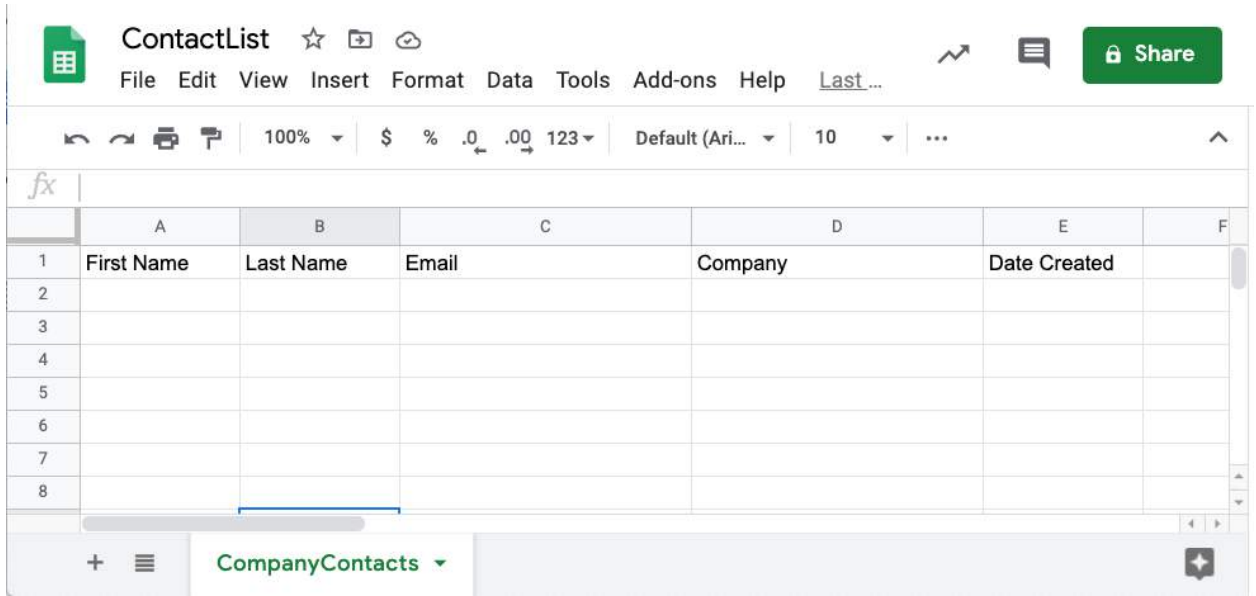 ContactList
File Edit View Insert Format Data Tools Add-ons Help Last ...
Share
100% $ % .0 .00 123 Default (Ari... 10 ...
fx
A B C D E F
1 First Name Last Name Email Company Date Created
2
3
4
5
6
7
8
+ CompanyContacts